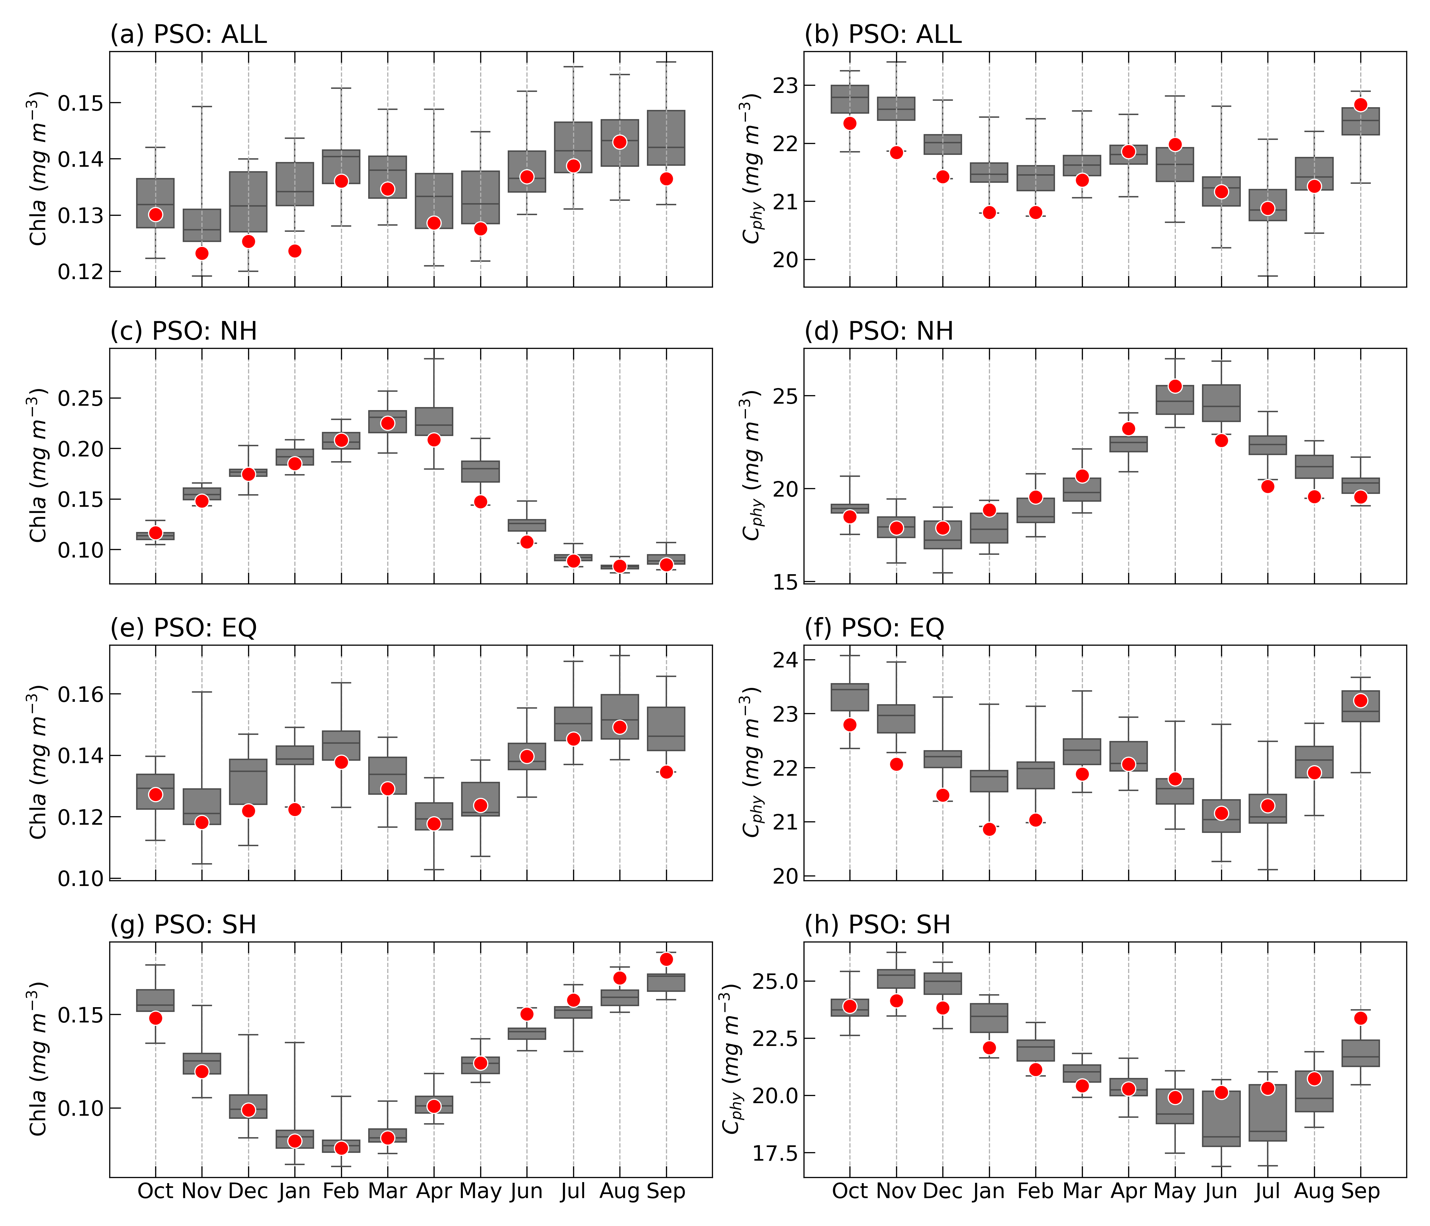 (a) PSO: ALL
(b) PSO: ALL
Chla (mg m⁻³)
0.15
0.14
0.13
0.12
C_phy (mg m⁻³)
23
22
21
20
(c) PSO: NH
(d) PSO: NH
Chla (mg m⁻³)
0.25
0.20
0.15
0.10
C_phy (mg m⁻³)
25
20
15
(e) PSO: EQ
(f) PSO: EQ
Chla (mg m⁻³)
0.16
0.14
0.12
0.10
C_phy (mg m⁻³)
24
23
22
21
20
(g) PSO: SH
(h) PSO: SH
Chla (mg m⁻³)
0.15
0.10
C_phy (mg m⁻³)
25.0
22.5
20.0
17.5
Oct Nov Dec Jan Feb Mar Apr May Jun Jul Aug Sep
Oct Nov Dec Jan Feb Mar Apr May Jun Jul Aug Sep